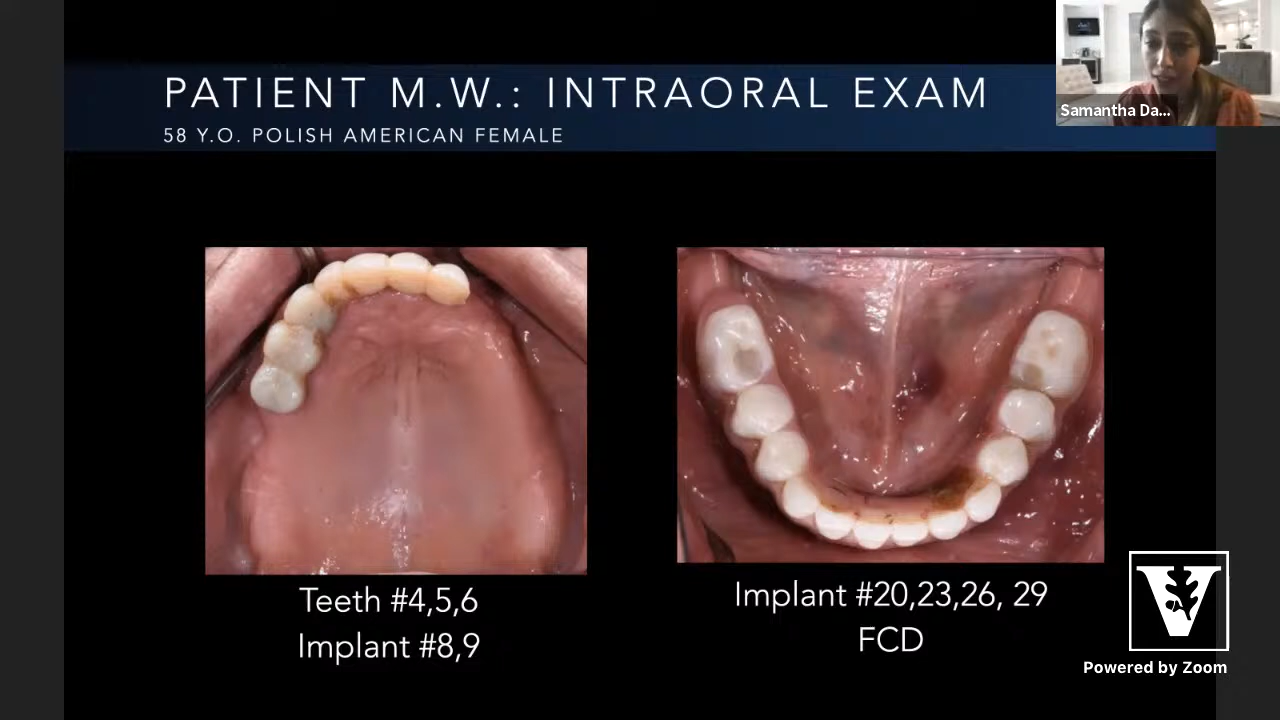 PATIENT M.W.: INTRAORAL EXAM
58 Y.O. POLISH AMERICAN FEMALE
Samantha Da...
Teeth #4,5,6
Implant #8,9
Implant #20,23,26, 29
FCD
V
Powered by Zoom